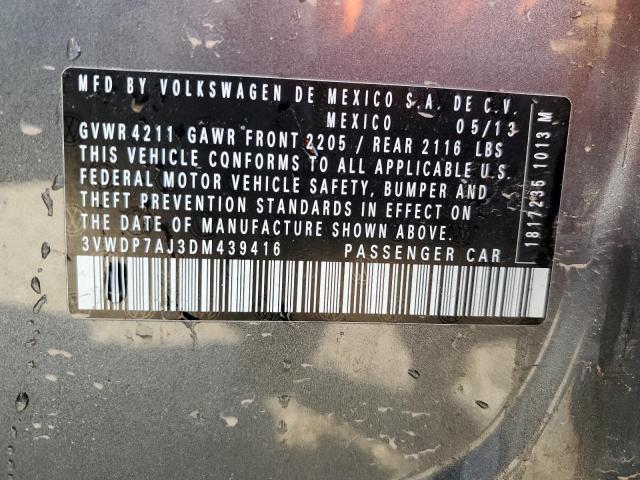 MFD BY VOLKSWAGEN DE MEXICO S.A. DE C.V.
MEXICO 05/13
GVWR 4211 GAWR FRONT 2205 / REAR 2116 LBS
THIS VEHICLE CONFORMS TO ALL APPLICABLE U.S.
FEDERAL MOTOR VEHICLE SAFETY, BUMPER AND
THEFT PREVENTION STANDARDS IN EFFECT ON
THE DATE OF MANUFACTURE SHOWN ABOVE.
3VWDP7AJ3DM439416 PASSENGER CAR
1817236 1013 M